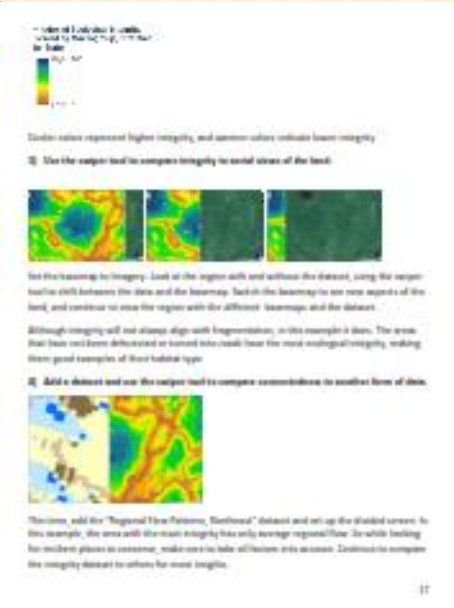 Cooler colors represent higher integrity, and warmer colors indicate lower integrity
3) Use the swipe tool to compare integrity to aerial views of the land:
Set the basemap to Imagery. Look at the region with and without the dataset, using the swipe
tool to shift between the data and the basemap. Switch the basemap to see new aspects of the
land, and continue to view the region with the different basemaps and the dataset.
Although integrity will not always align with fragmentation, in this example it does. The areas
that have not been deforested or turned into roads have the most ecological integrity, making
them good examples of their habitat type.
4) Add a dataset and use the swipe tool to compare connectedness to another form of data.
This time, add the "Regional Flow Patterns, Northeast" dataset and set up the divided screen. In
this example, the area with the most integrity has only average regional flow. So while looking
for resilient places to conserve, make sure to take all factors into account. Continue to compare
the integrity dataset to others for more insights.